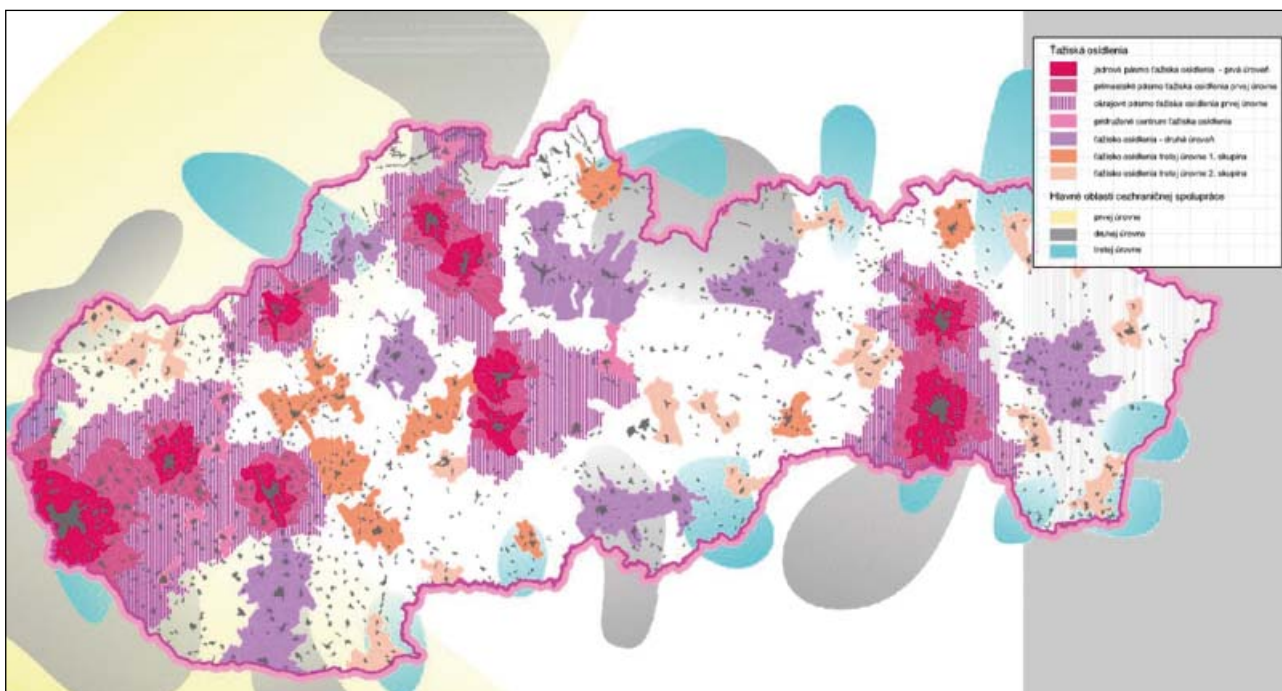 Ťažiská osídlenia
jadrové pásmo ťažiska osídlenia - prvá úroveň
prímestské pásmo ťažiska osídlenia prvej úrovne
okrajové pásmo ťažiska osídlenia prvej úrovne
pridružené centrum ťažiska osídlenia
ťažisko osídlenia - druhá úroveň
ťažisko osídlenia tretej úrovne 1. skupina
ťažisko osídlenia tretej úrovne 2. skupina
Hlavné oblasti cezhraničnej spolupráce
prvej úrovne
druhej úrovne
tretej úrovne